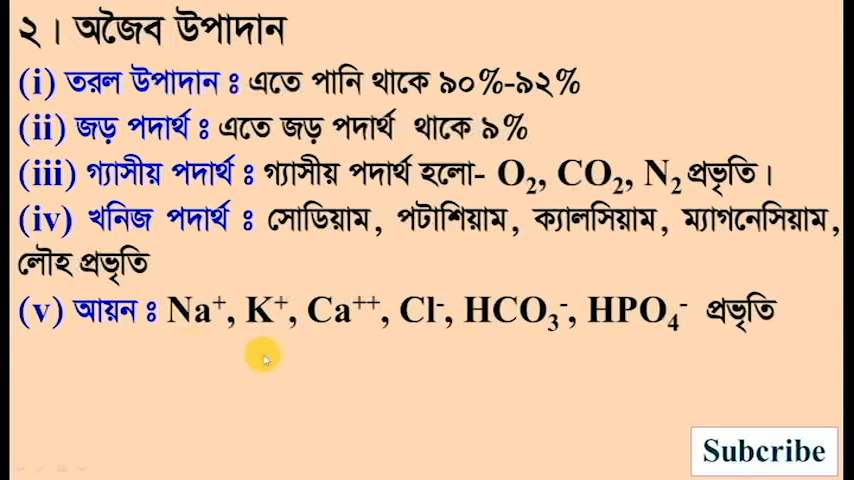 ২। অজৈব উপাদান
(i) তরল উপাদান ঃ এতে পানি থাকে ৯০%-৯২%
(ii) জড় পদার্থ ঃ এতে জড় পদার্থ থাকে ৯%
(iii) গ্যাসীয় পদার্থ ঃ গ্যাসীয় পদার্থ হলো- O₂, CO₂, N₂ প্রভৃতি।
(iv) খনিজ পদার্থ ঃ সোডিয়াম, পটাশিয়াম, ক্যালসিয়াম, ম্যাগনেসিয়াম,
লৌহ প্রভৃতি
(v) আয়ন ঃ Na⁺, K⁺, Ca⁺⁺, Cl⁻, HCO₃⁻, HPO₄⁻ প্রভৃতি
Subcribe